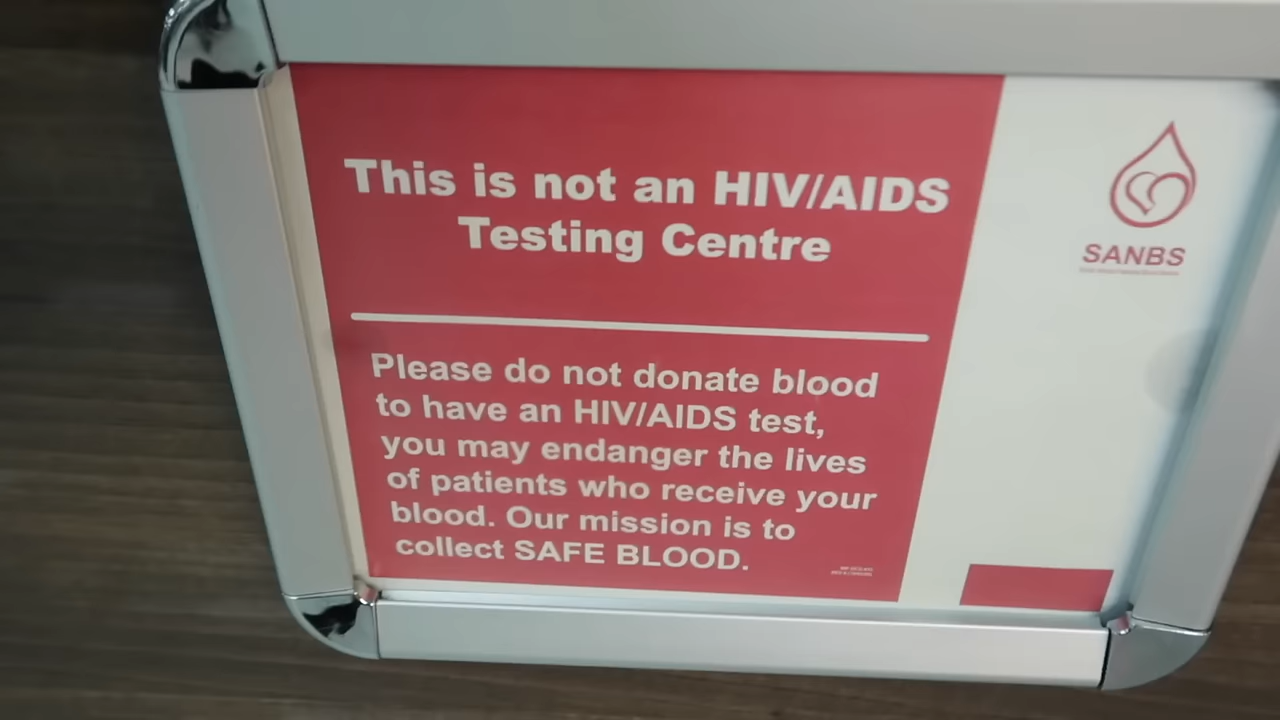 This is not an HIV/AIDS
Testing Centre
Please do not donate blood
to have an HIV/AIDS test,
you may endanger the lives
of patients who receive your
blood. Our mission is to
collect SAFE BLOOD.
SANBS